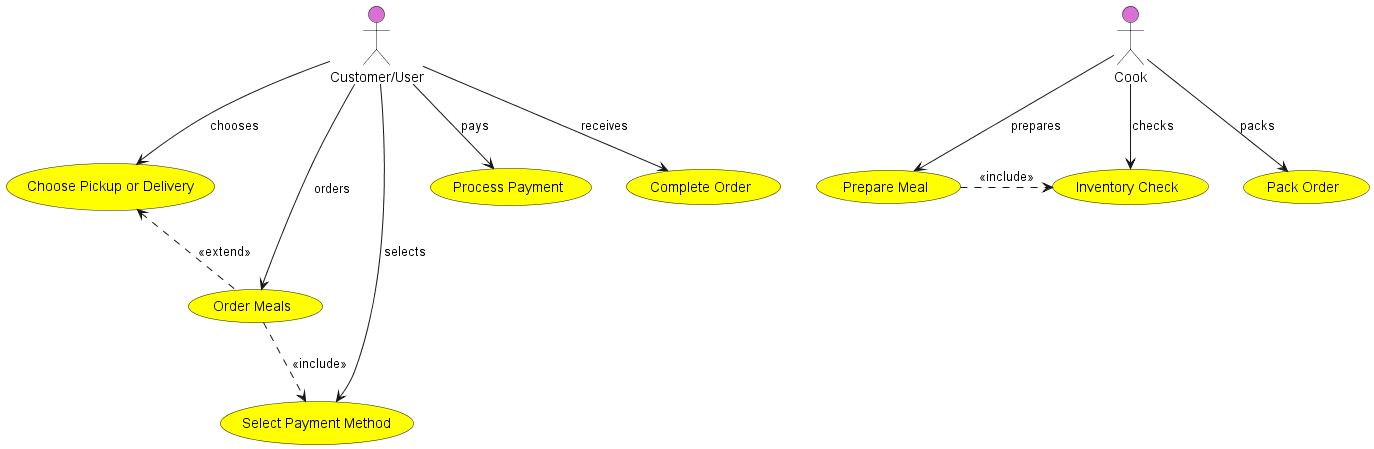 Customer/User
Cook
chooses
pays
receives
prepares
checks
packs
Choose Pickup or Delivery
orders
Process Payment
Complete Order
Prepare Meal
«include»
Inventory Check
Pack Order
«extend»
selects
Order Meals
«include»
Select Payment Method